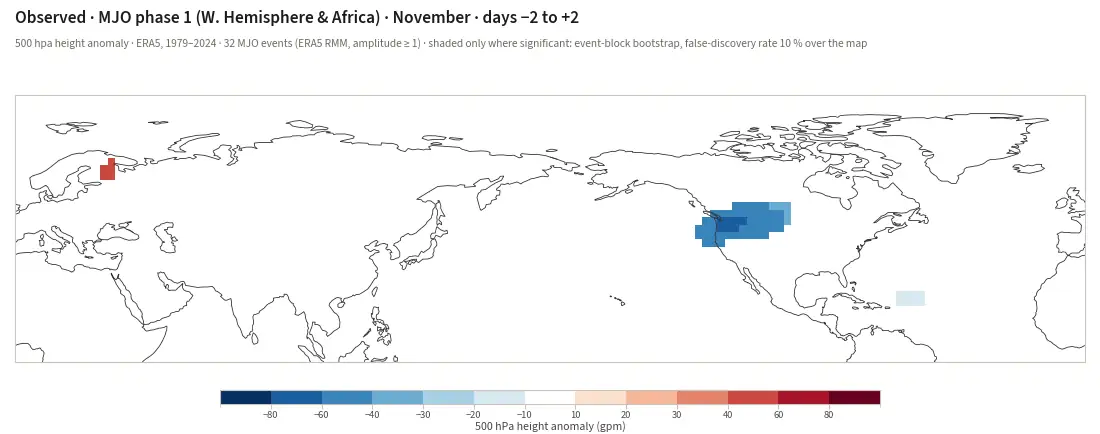 Observed · MJO phase 1 (W. Hemisphere & Africa) · November · days −2 to +2
500 hpa height anomaly · ERA5, 1979–2024 · 32 MJO events (ERA5 RMM, amplitude ≥ 1) · shaded only where significant: event-block bootstrap, false-discovery rate 10 % over the map
−80 −60 −40 −30 −20 −10 10 20 30 40 60 80
500 hPa height anomaly (gpm)